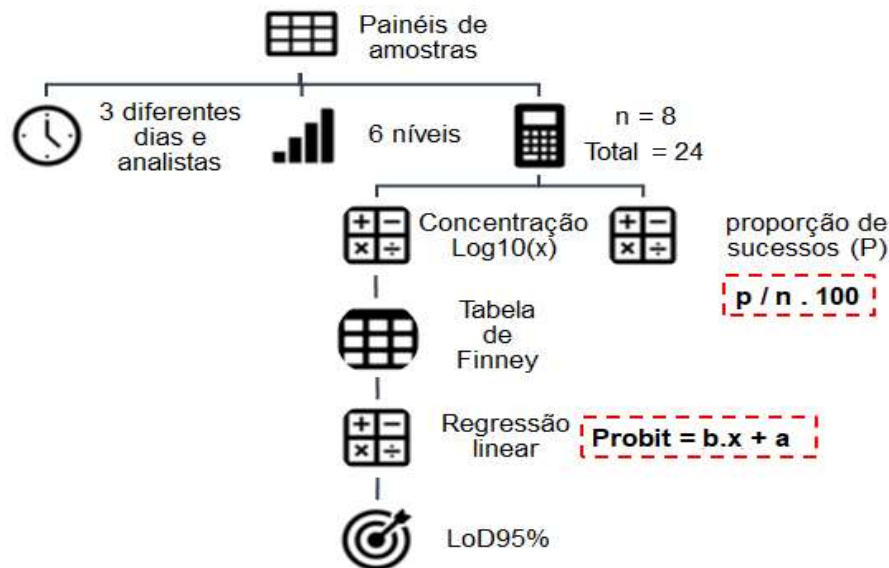 Painéis de
amostras
3 diferentes
dias e
analistas
6 níveis
n = 8
Total = 24
Concentração
Log10(x)
proporção de
sucessos (P)
p / n . 100
Tabela
de
Finney
Regressão
linear
Probit = b.x + a
LoD95%